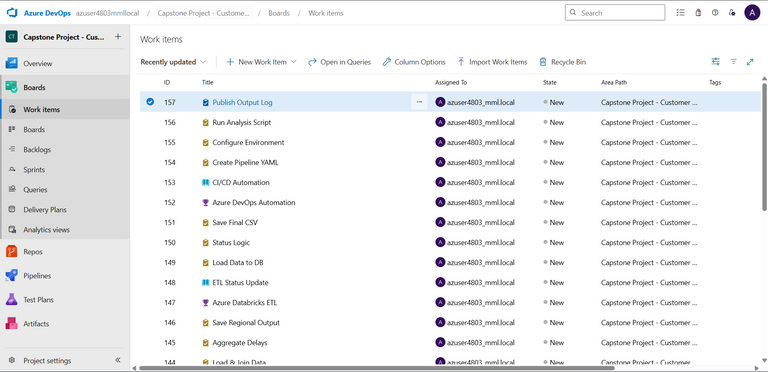 Azure DevOps azuser4803mmllocal / Capstone Project - Custome... / Boards / Work items Search A
CT Capstone Project - Cus... +
Overview
Boards
Work items
Boards
Backlogs
Sprints
Queries
Delivery Plans
Analytics views
Repos
Pipelines
Test Plans
Artifacts
Project settings
Work items
Recently updated New Work Item Open in Queries Column Options Import Work Items Recycle Bin
ID Title Assigned To State Area Path Tags
157 Publish Output Log ... A azuser4803_mml.local New Capstone Project - Customer ...
156 Run Analysis Script A azuser4803_mml.local New Capstone Project - Customer ...
155 Configure Environment A azuser4803_mml.local New Capstone Project - Customer ...
154 Create Pipeline YAML A azuser4803_mml.local New Capstone Project - Customer ...
153 CI/CD Automation A azuser4803_mml.local New Capstone Project - Customer ...
152 Azure DevOps Automation A azuser4803_mml.local New Capstone Project - Customer ...
151 Save Final CSV A azuser4803_mml.local New Capstone Project - Customer ...
150 Status Logic A azuser4803_mml.local New Capstone Project - Customer ...
149 Load Data to DB A azuser4803_mml.local New Capstone Project - Customer ...
148 ETL Status Update A azuser4803_mml.local New Capstone Project - Customer ...
147 Azure Databricks ETL A azuser4803_mml.local New Capstone Project - Customer ...
146 Save Regional Output A azuser4803_mml.local New Capstone Project - Customer ...
145 Aggregate Delays A azuser4803_mml.local New Capstone Project - Customer ...
144 Load & Join Data A azuser4803_mml.local New Capstone Project - Customer ...